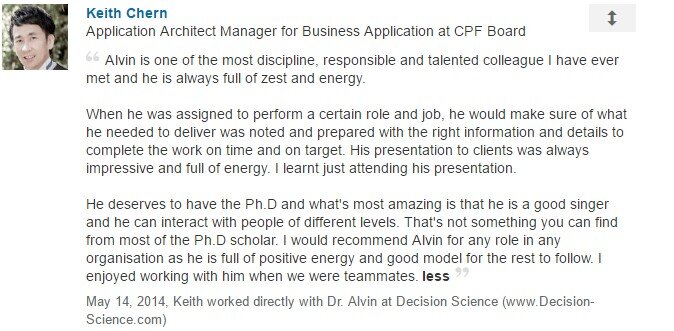 Keith Chern
Application Architect Manager for Business Application at CPF Board
“ Alvin is one of the most discipline, responsible and talented colleague I have ever
met and he is always full of zest and energy.
When he was assigned to perform a certain role and job, he would make sure of what
he needed to deliver was noted and prepared with the right information and details to
complete the work on time and on target. His presentation to clients was always
impressive and full of energy. I learnt just attending his presentation.
He deserves to have the Ph.D and what's most amazing is that he is a good singer
and he can interact with people of different levels. That's not something you can find
from most of the Ph.D scholar. I would recommend Alvin for any role in any
organisation as he is full of positive energy and good model for the rest to follow. I
enjoyed working with him when we were teammates. less ”
May 14, 2014, Keith worked directly with Dr. Alvin at Decision Science (www.Decision-
Science.com)